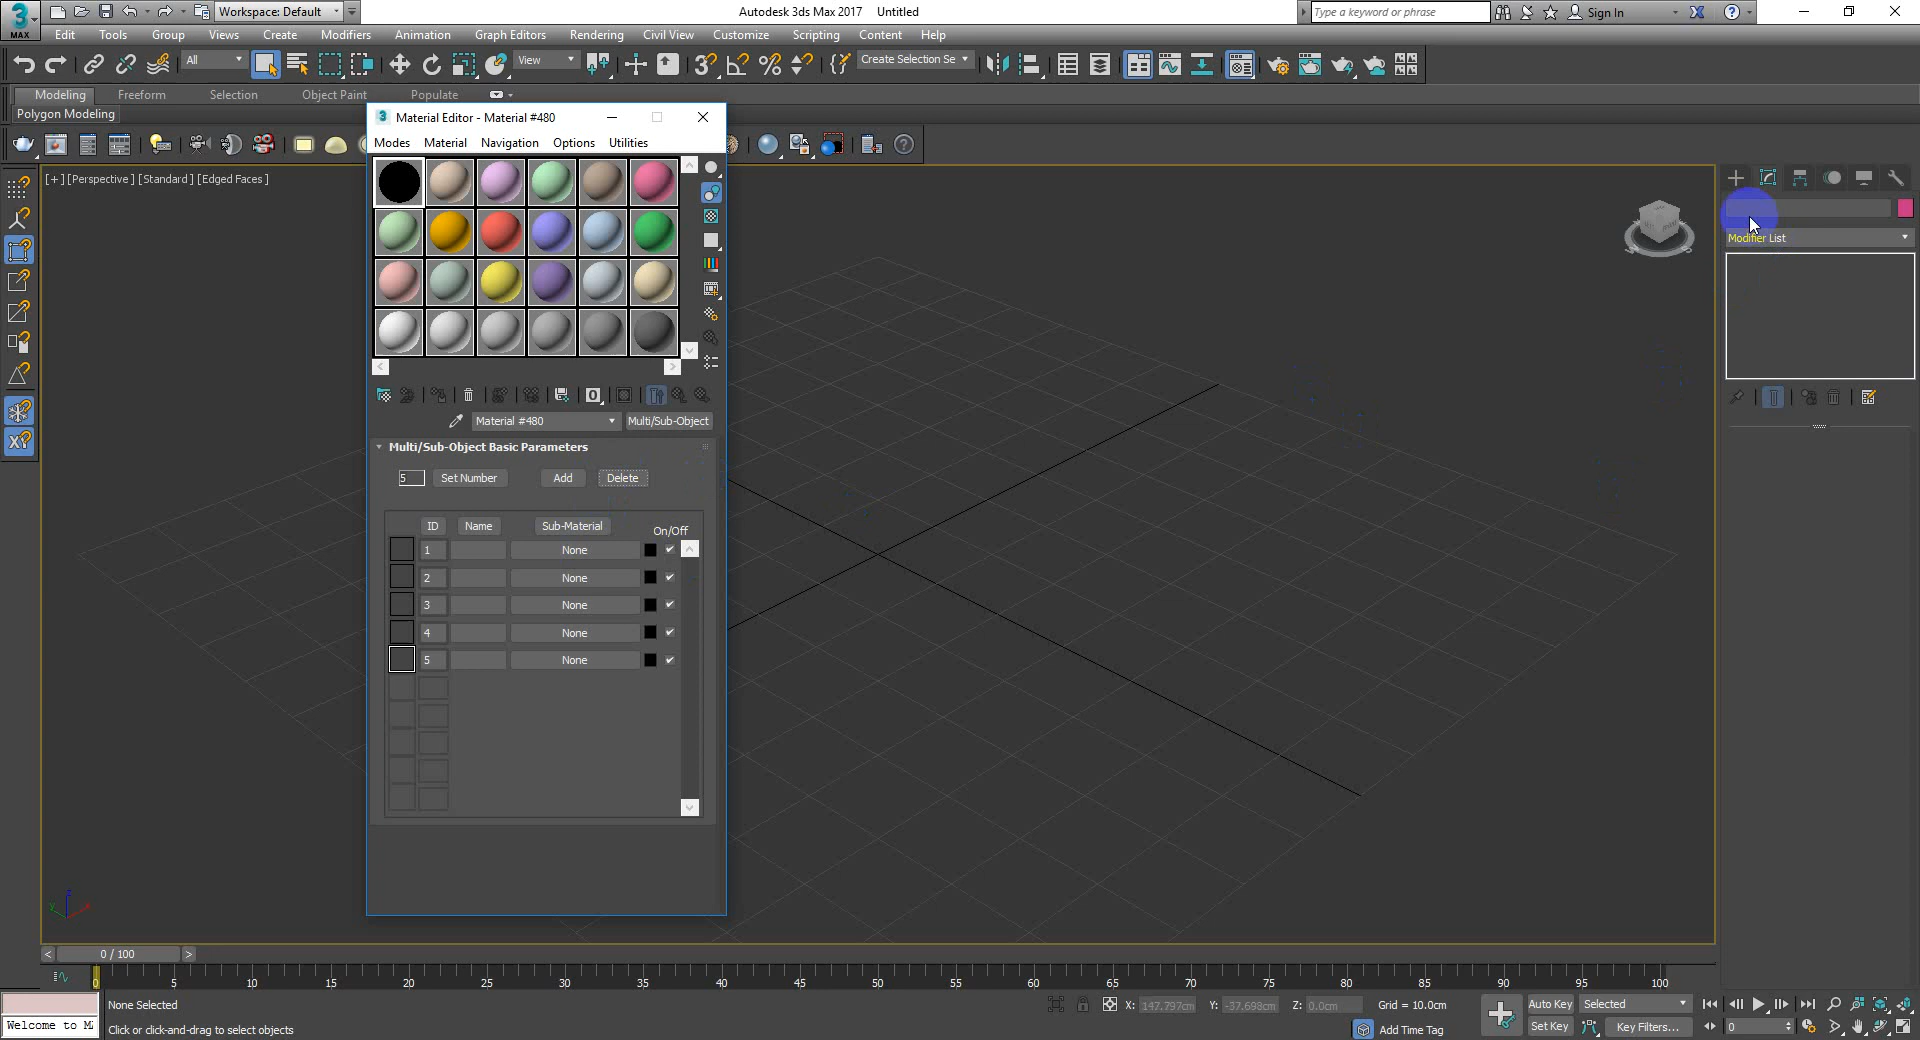 Workspace: Default
Autodesk 3ds Max 2017 Untitled
Type a keyword or phrase
Sign In
MAX
Edit Tools Group Views Create Modifiers Animation Graph Editors Rendering Civil View Customize Scripting Content Help
All
View
Create Selection Se
Modeling Freeform Selection Object Paint Populate
Polygon Modeling
3 Material Editor - Material #480
Modes Material Navigation Options Utilities
[+] [Perspective ] [Standard ] [Edged Faces ]
Modifier List
Material #480
Multi/Sub-Object
Multi/Sub-Object Basic Parameters
5 Set Number Add Delete
ID Name Sub-Material On/Off
1 None
2 None
3 None
4 None
5 None
z
y
x
0 / 100
0 5 10 15 20 25 30 35 40 45 50 55 60 65 70 75 80 85 90 95 100
None Selected
X: 147.797cm Y: -37.698cm Z: 0.0cm Grid = 10.0cm
Auto Key Selected
Welcome to M
Click or click-and-drag to select objects
Add Time Tag
Set Key Key Filters...
0